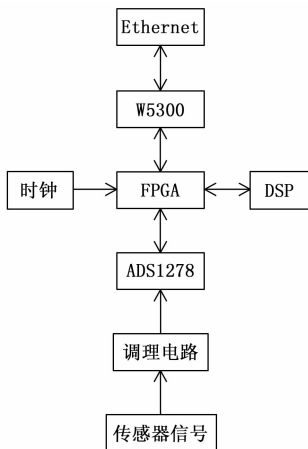 Ethernet
W5300
时钟
FPGA
DSP
ADS1278
调理电路
传感器信号